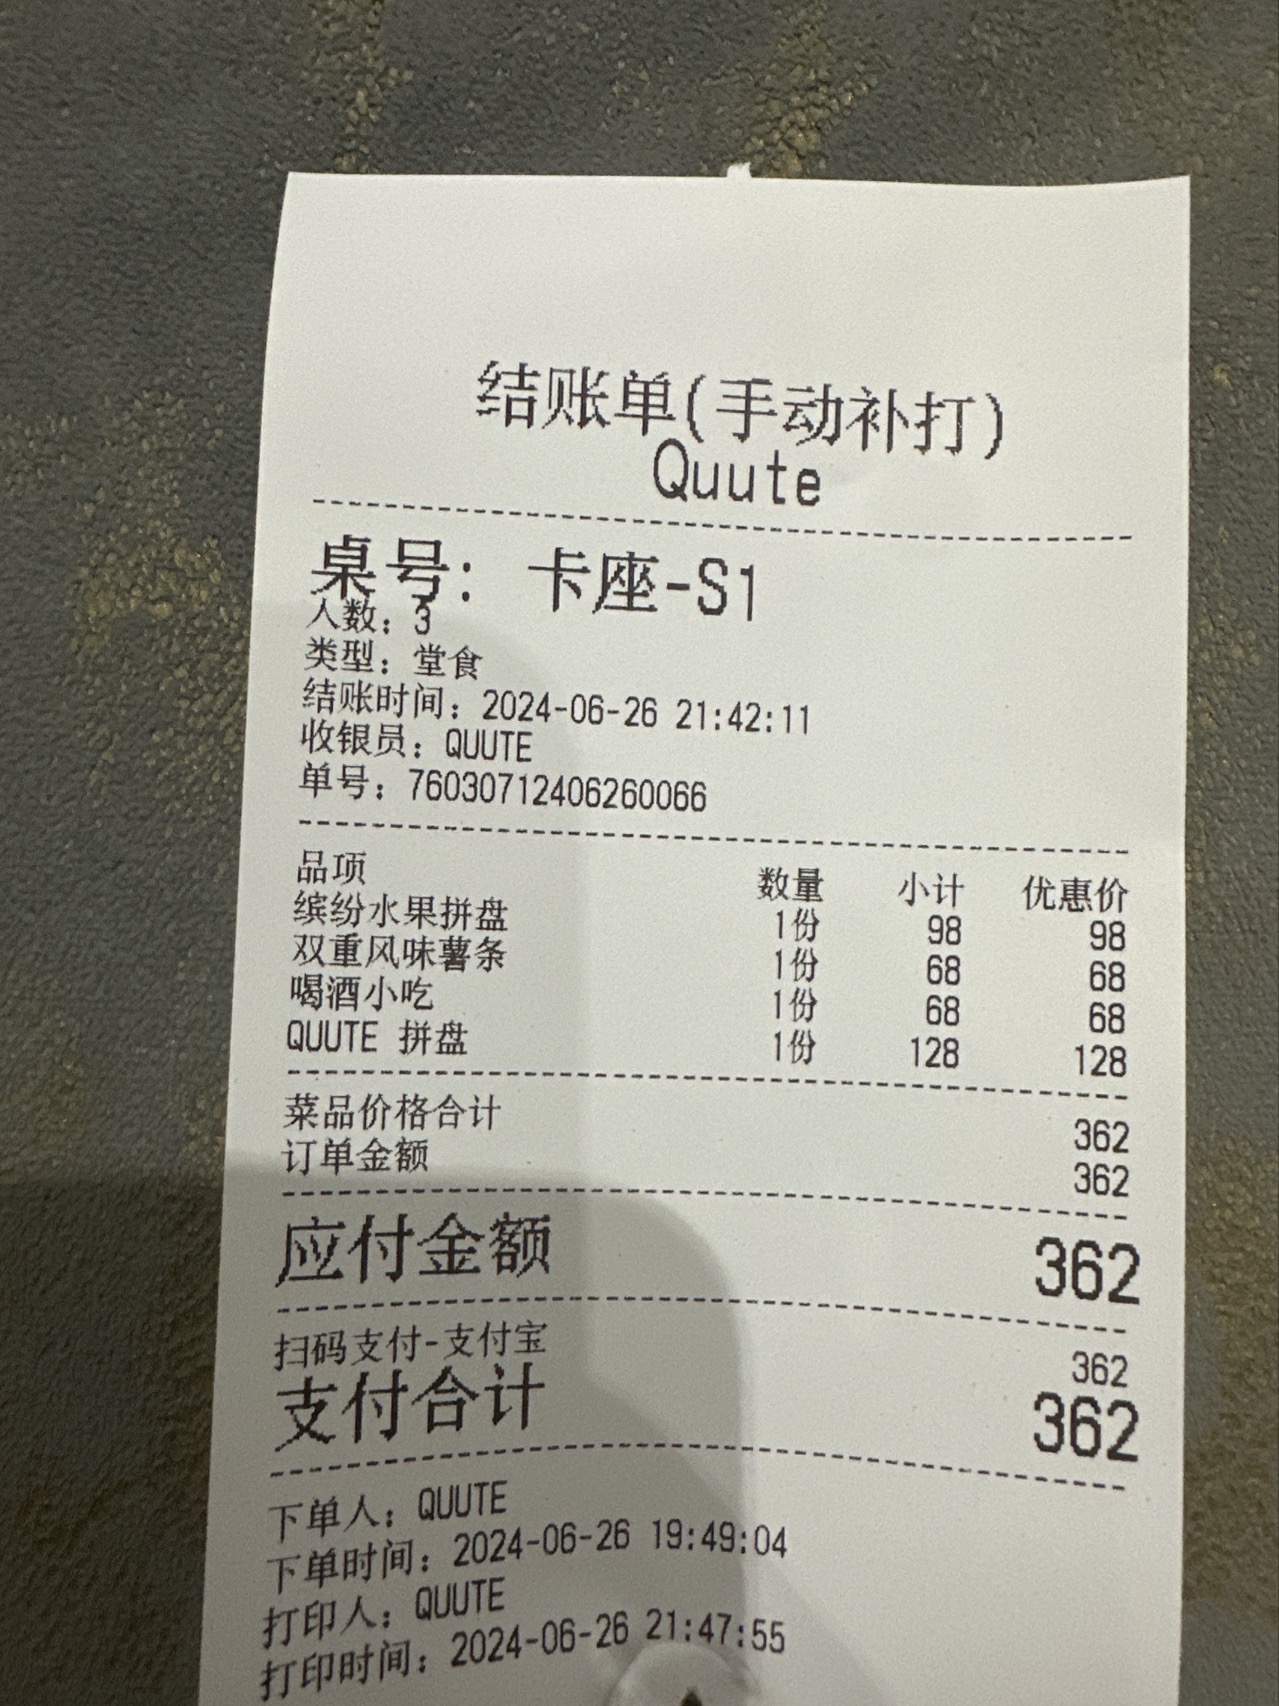 结账单(手动补打)
Quute
桌号: 卡座-S1
人数: 3
类型: 堂食
结账时间: 2024-06-26 21:42:11
收银员: QUUTE
单号: 76030712406260066
品项 数量 小计 优惠价
缤纷水果拼盘 1份 98 98
双重风味薯条 1份 68 68
喝酒小吃 1份 68 68
QUUTE 拼盘 1份 128 128
菜品价格合计 362
订单金额 362
应付金额 362
扫码支付-支付宝 362
支付合计 362
下单人: QUUTE
下单时间: 2024-06-26 19:49:04
打印人: QUUTE
打印时间: 2024-06-26 21:47:55